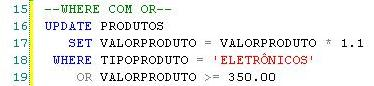 15 --WHERE COM OR--
16 UPDATE PRODUTOS
17 SET VALORPRODUTO = VALORPRODUTO * 1.1
18 WHERE TIPOPRODUTO = 'ELETRÔNICOS'
19 OR VALORPRODUTO >= 350.00